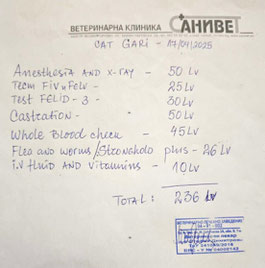 ВЕТЕРИНАРНА КЛИНИКА САНИВЕТ
CAT GARI - 17/04/2025
Anesthesia AND X-RAY - 50 LV
Team FIV+FeLV - 25 LV
Test FELID - 3 - 30 LV
Castration - 50 LV
Whole Blood check - 45 LV
Flea and worms/Stronghold plus - 26 LV
I.V fluid AND vitamins - 10 LV
TOTAL: 236 LV